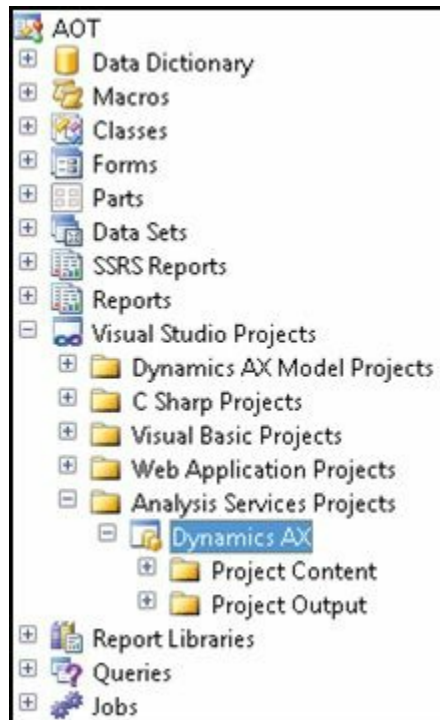 AOT
Data Dictionary
Macros
Classes
Forms
Parts
Data Sets
SSRS Reports
Reports
Visual Studio Projects
Dynamics AX Model Projects
C Sharp Projects
Visual Basic Projects
Web Application Projects
Analysis Services Projects
Dynamics AX
Project Content
Project Output
Report Libraries
Queries
Jobs